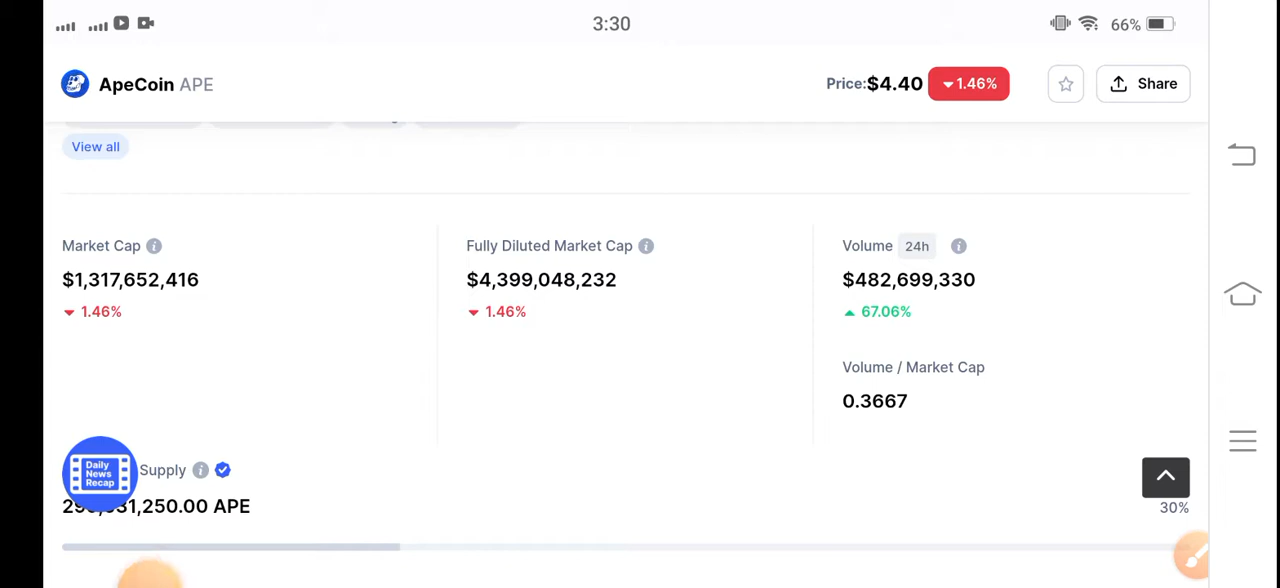 3:30
66%
ApeCoin APE
Price:$4.40 1.46%
Share
View all
Market Cap
$1,317,652,416
1.46%
Fully Diluted Market Cap
$4,399,048,232
1.46%
Volume 24h
$482,699,330
67.06%
Volume / Market Cap
0.3667
Daily
News
Recap
Supply
31,250.00 APE
30%